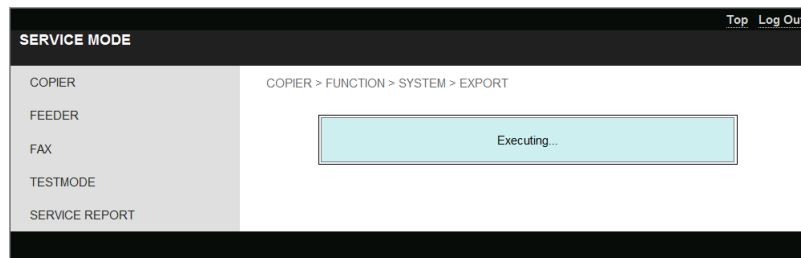 Top Log Out
SERVICE MODE
COPIER
COPIER > FUNCTION > SYSTEM > EXPORT
FEEDER
Executing...
FAX
TESTMODE
SERVICE REPORT